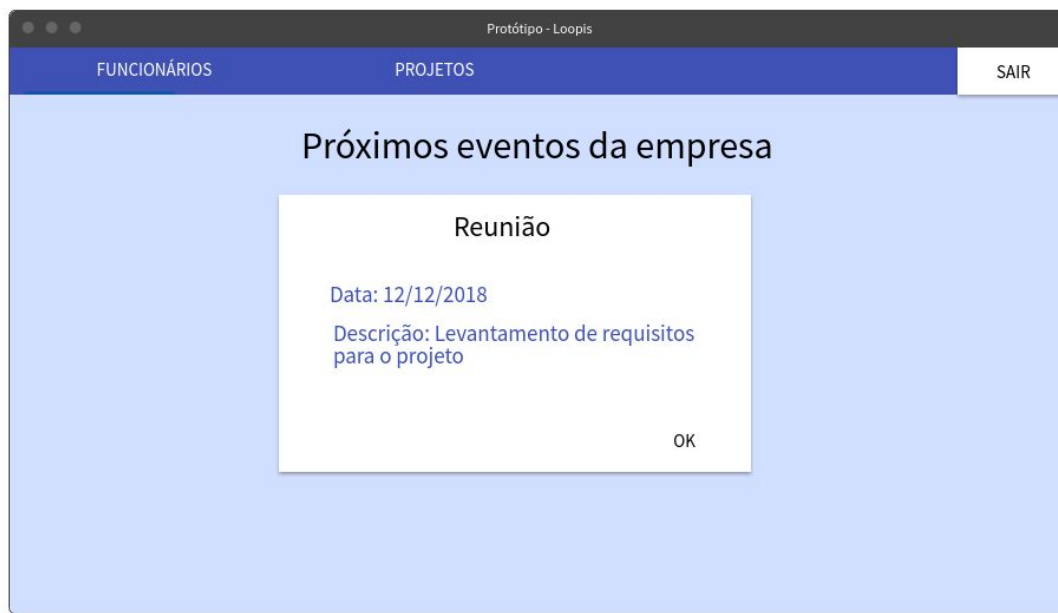 Protótipo - Loopis
FUNCIONÁRIOS PROJETOS SAIR
Próximos eventos da empresa
Reunião
Data: 12/12/2018
Descrição: Levantamento de requisitos
para o projeto
OK